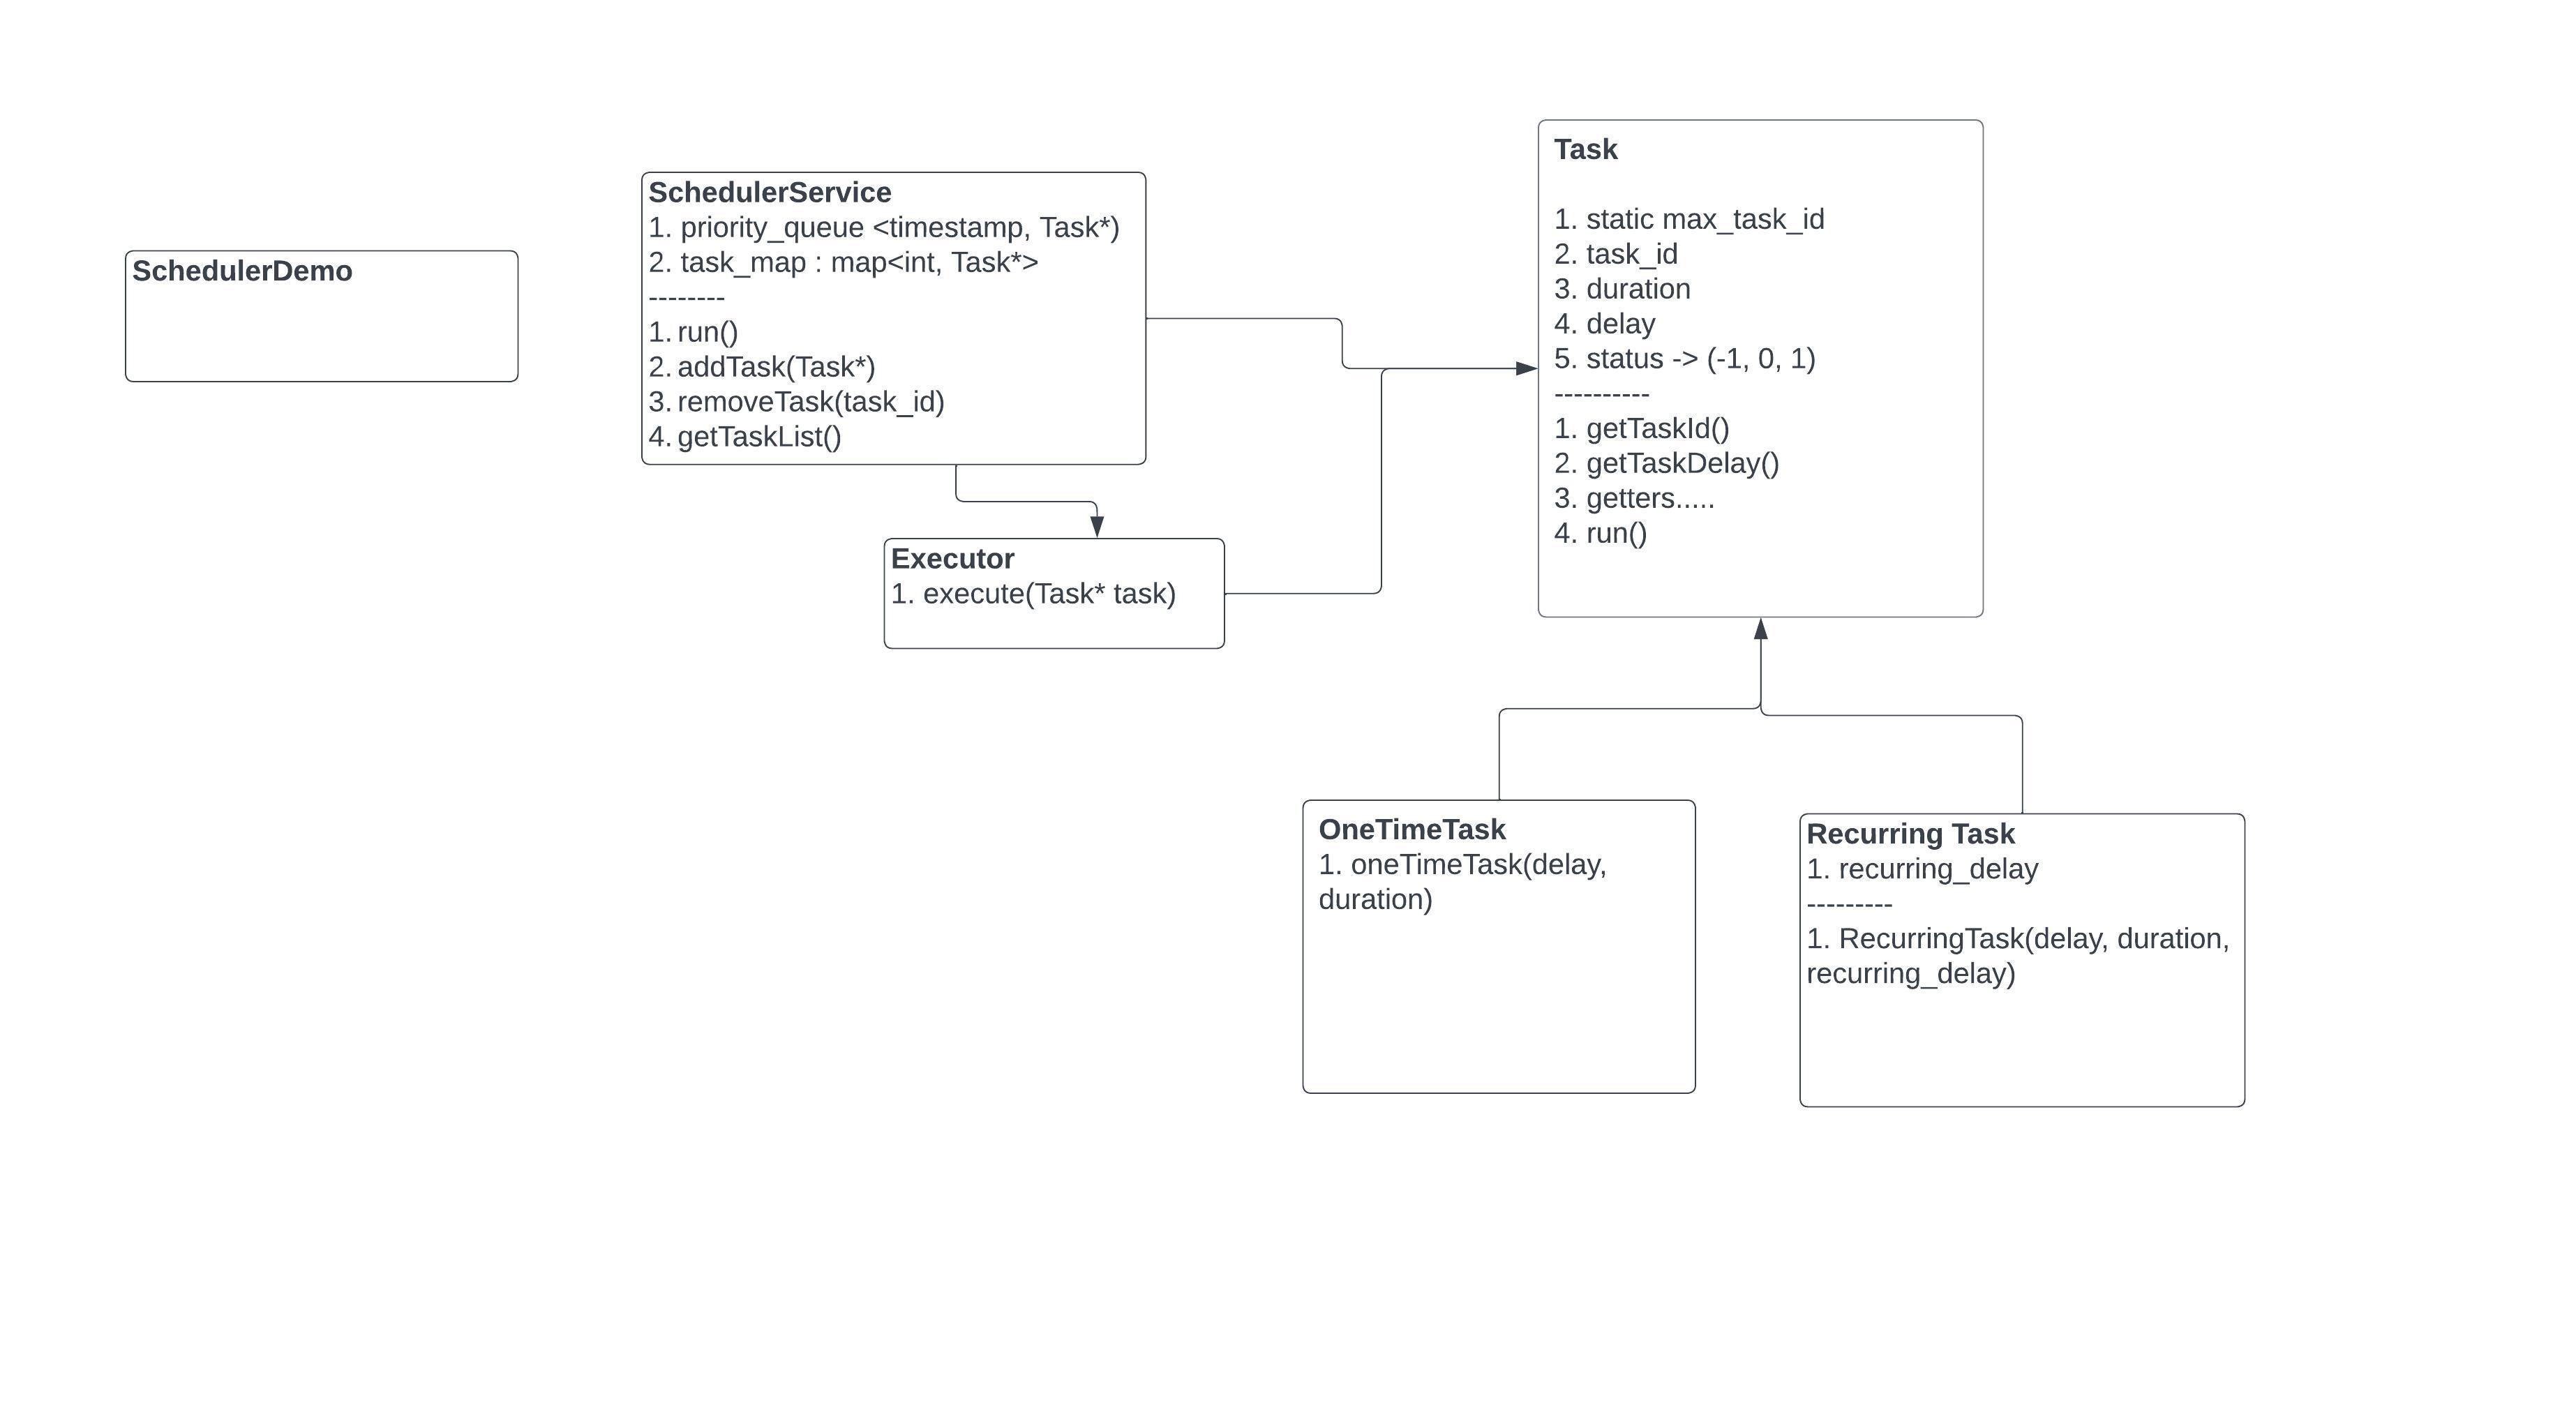 SchedulerDemo
SchedulerService
1. priority_queue <timestamp, Task*)
2. task_map : map<int, Task*>
--------
1. run()
2. addTask(Task*)
3. removeTask(task_id)
4. getTaskList()
Executor
1. execute(Task* task)
Task
1. static max_task_id
2. task_id
3. duration
4. delay
5. status -> (-1, 0, 1)
----------
1. getTaskId()
2. getTaskDelay()
3. getters.....
4. run()
OneTimeTask
1. oneTimeTask(delay,
duration)
Recurring Task
1. recurring_delay
---------
1. RecurringTask(delay, duration,
recurring_delay)